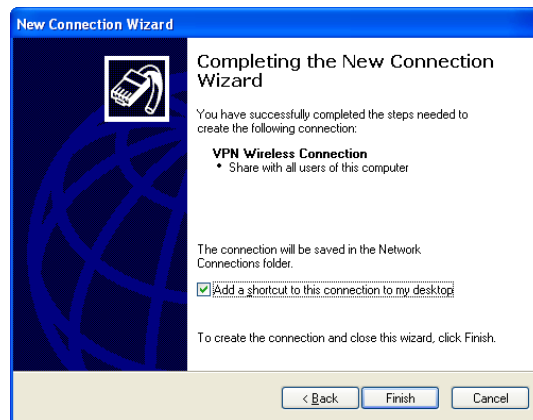 New Connection Wizard
Completing the New Connection
Wizard
You have successfully completed the steps needed to
create the following connection:
VPN Wireless Connection
• Share with all users of this computer
The connection will be saved in the Network
Connections folder.
Add a shortcut to this connection to my desktop
To create the connection and close this wizard, click Finish.
< Back
Finish
Cancel